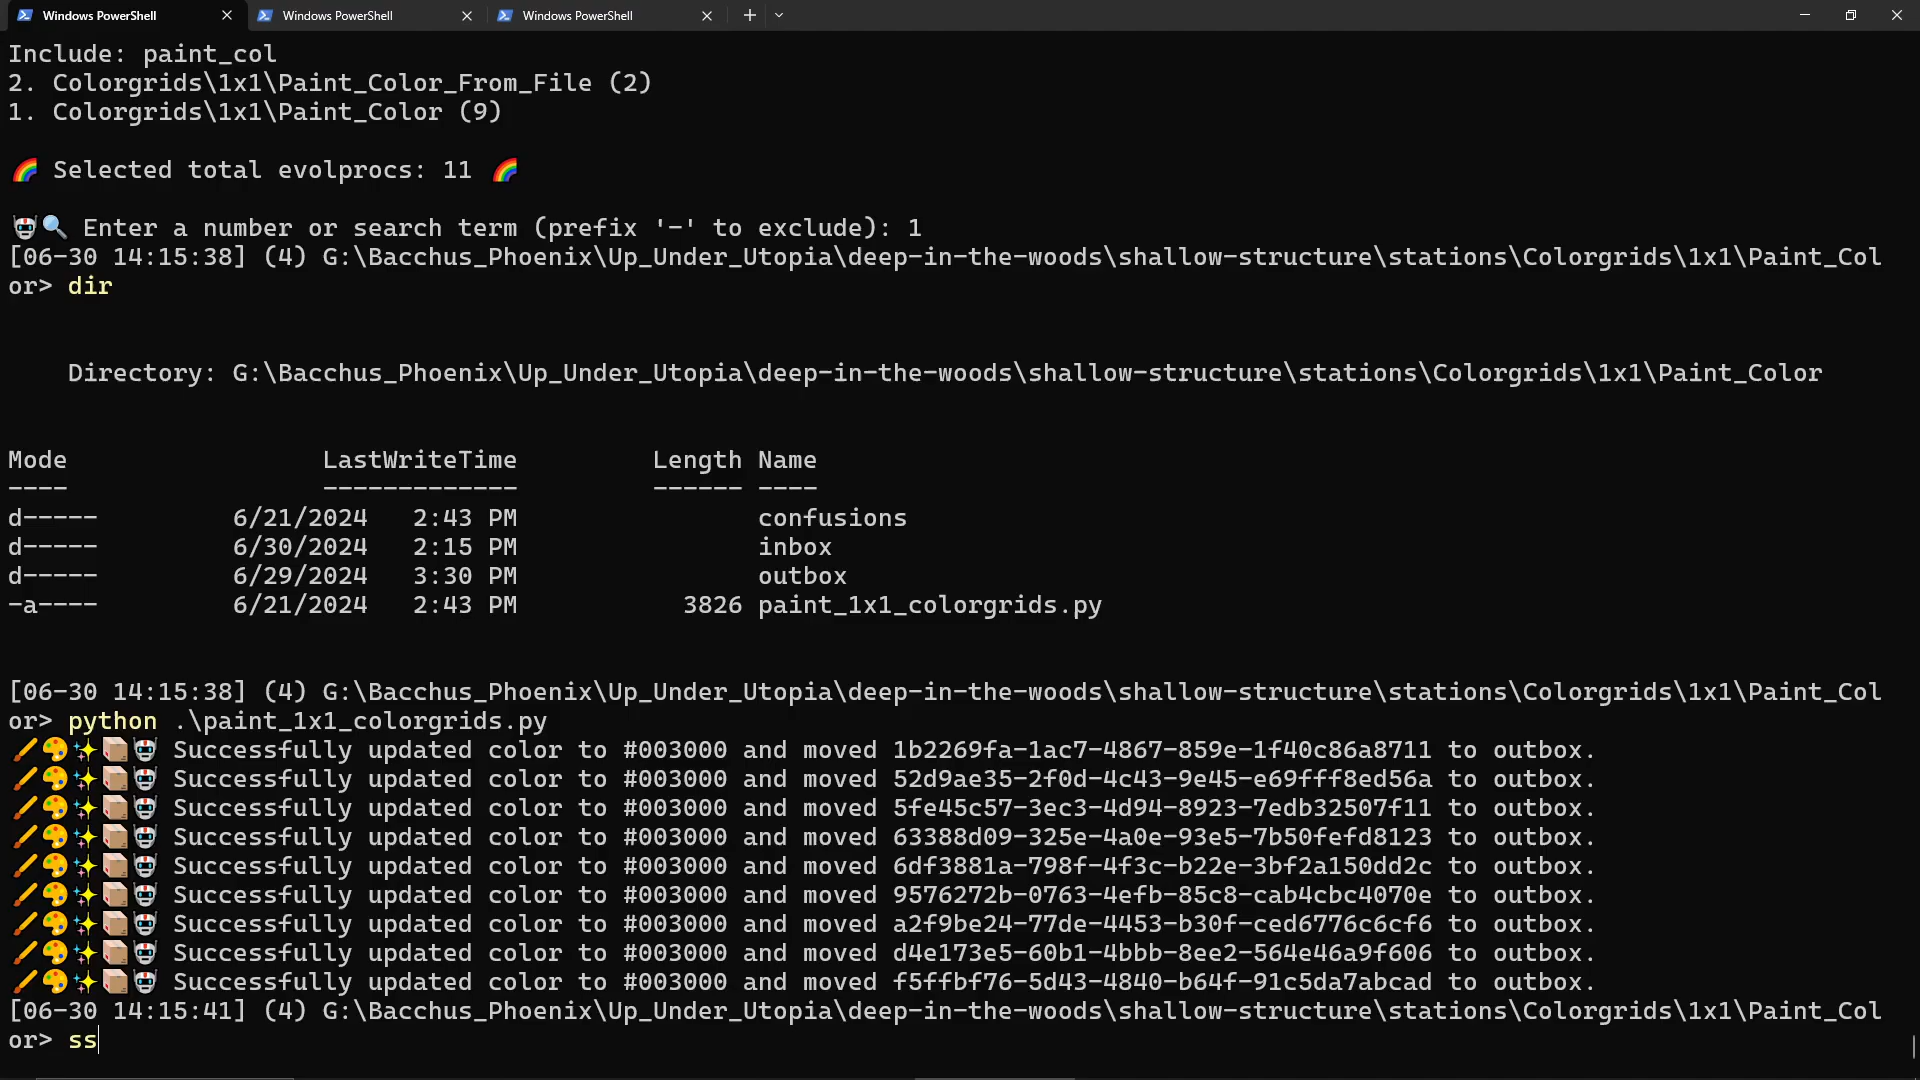 Windows PowerShell Windows PowerShell Windows PowerShell
Include: paint_col
2. Colorgrids\1x1\Paint_Color_From_File (2)
1. Colorgrids\1x1\Paint_Color (9)
🌈 Selected total evolprocs: 11 🌈
🤖🔍 Enter a number or search term (prefix '-' to exclude): 1
[06-30 14:15:38] (4) G:\Bacchus_Phoenix\Up_Under_Utopia\deep-in-the-woods\shallow-structure\stations\Colorgrids\1x1\Paint_Col
or> dir
Directory: G:\Bacchus_Phoenix\Up_Under_Utopia\deep-in-the-woods\shallow-structure\stations\Colorgrids\1x1\Paint_Color
Mode LastWriteTime Length Name
---- ------------- ------ ----
d----- 6/21/2024 2:43 PM confusions
d----- 6/30/2024 2:15 PM inbox
d----- 6/29/2024 3:30 PM outbox
-a---- 6/21/2024 2:43 PM 3826 paint_1x1_colorgrids.py
[06-30 14:15:38] (4) G:\Bacchus_Phoenix\Up_Under_Utopia\deep-in-the-woods\shallow-structure\stations\Colorgrids\1x1\Paint_Col
or> python .\paint_1x1_colorgrids.py
🖌️🎨✨📦🤖 Successfully updated color to #003000 and moved 1b2269fa-1ac7-4867-859e-1f40c86a8711 to outbox.
🖌️🎨✨📦🤖 Successfully updated color to #003000 and moved 52d9ae35-2f0d-4c43-9e45-e69fff8ed56a to outbox.
🖌️🎨✨📦🤖 Successfully updated color to #003000 and moved 5fe45c57-3ec3-4d94-8923-7edb32507f11 to outbox.
🖌️🎨✨📦🤖 Successfully updated color to #003000 and moved 63388d09-325e-4a0e-93e5-7b50fefd8123 to outbox.
🖌️🎨✨📦🤖 Successfully updated color to #003000 and moved 6df3881a-798f-4f3c-b22e-3bf2a150dd2c to outbox.
🖌️🎨✨📦🤖 Successfully updated color to #003000 and moved 9576272b-0763-4efb-85c8-cab4cbc4070e to outbox.
🖌️🎨✨📦🤖 Successfully updated color to #003000 and moved a2f9be24-77de-4453-b30f-ced6776c6cf6 to outbox.
🖌️🎨✨📦🤖 Successfully updated color to #003000 and moved d4e173e5-60b1-4bbb-8ee2-564e46a9f606 to outbox.
🖌️🎨✨📦🤖 Successfully updated color to #003000 and moved f5ffbf76-5d43-4840-b64f-91c5da7abcad to outbox.
[06-30 14:15:41] (4) G:\Bacchus_Phoenix\Up_Under_Utopia\deep-in-the-woods\shallow-structure\stations\Colorgrids\1x1\Paint_Col
or> ss